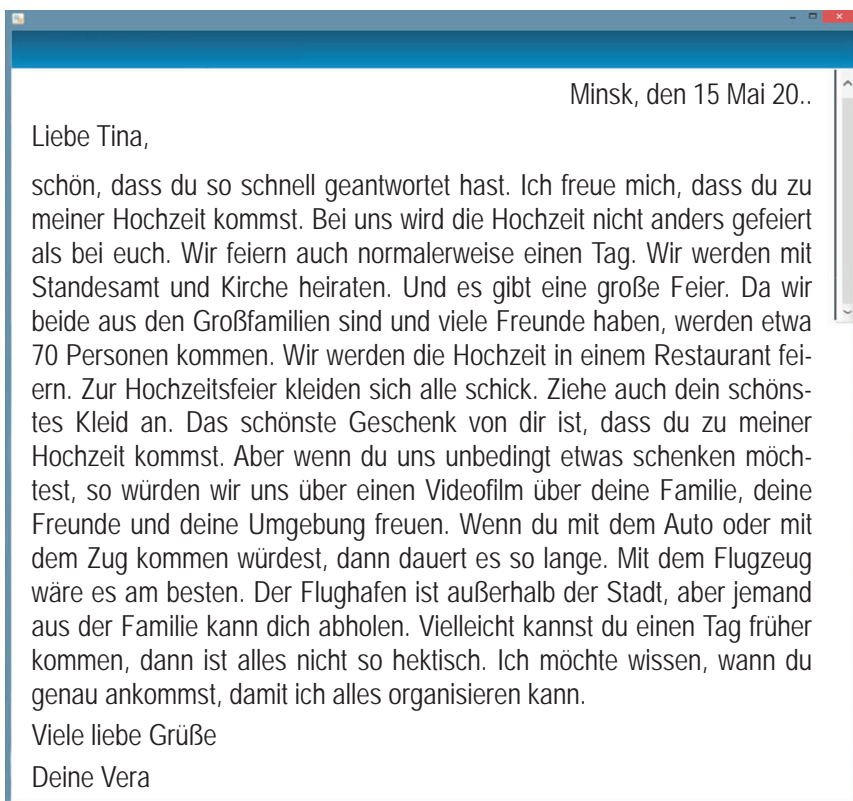 Minsk, den 15 Mai 20..
Liebe Tina,
schön, dass du so schnell geantwortet hast. Ich freue mich, dass du zu
meiner Hochzeit kommst. Bei uns wird die Hochzeit nicht anders gefeiert
als bei euch. Wir feiern auch normalerweise einen Tag. Wir werden mit
Standesamt und Kirche heiraten. Und es gibt eine große Feier. Da wir
beide aus den Großfamilien sind und viele Freunde haben, werden etwa
70 Personen kommen. Wir werden die Hochzeit in einem Restaurant fei-
ern. Zur Hochzeitsfeier kleiden sich alle schick. Ziehe auch dein schöns-
tes Kleid an. Das schönste Geschenk von dir ist, dass du zu meiner
Hochzeit kommst. Aber wenn du uns unbedingt etwas schenken möch-
test, so würden wir uns über einen Videofilm über deine Familie, deine
Freunde und deine Umgebung freuen. Wenn du mit dem Auto oder mit
dem Zug kommen würdest, dann dauert es so lange. Mit dem Flugzeug
wäre es am besten. Der Flughafen ist außerhalb der Stadt, aber jemand
aus der Familie kann dich abholen. Vielleicht kannst du einen Tag früher
kommen, dann ist alles nicht so hektisch. Ich möchte wissen, wann du
genau ankommst, damit ich alles organisieren kann.
Viele liebe Grüße
Deine Vera